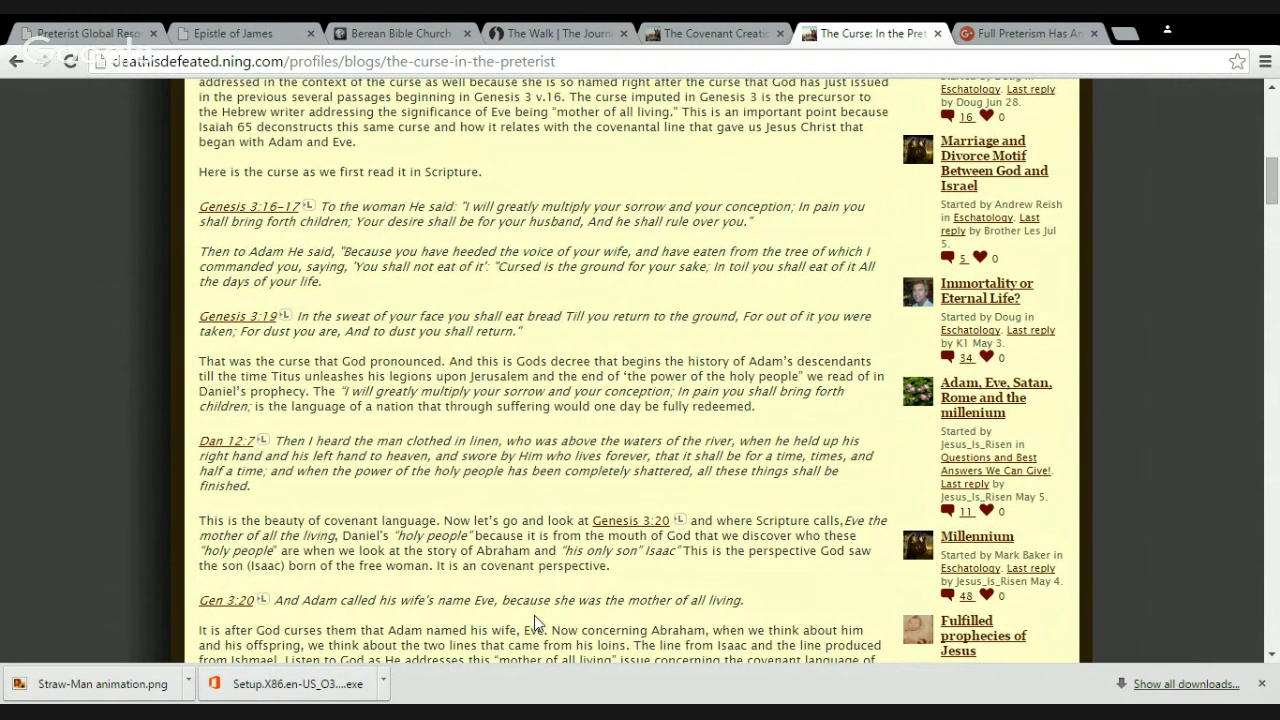 Preterist Global Reso
Epistle of James
Berean Bible Church
The Walk | The Journ
The Covenant Creati
The Curse: In the Pret
Full Preterism Has An
deathisdefeated.ning.com/profiles/blogs/the-curse-in-the-preterist
addressed in the context of the curse as well because she is so named right after the curse that God has just issued
in the previous several passages beginning in Genesis 3 v.16. The curse imputed in Genesis 3 is the precursor to
the Hebrew writer addressing the significance of Eve being "mother of all living." This is an important point because
Isaiah 65 deconstructs this same curse and how it relates with the covenantal line that gave us Jesus Christ that
began with Adam and Eve.
Here is the curse as we first read it in Scripture.
Genesis 3:16-17 To the woman He said: "I will greatly multiply your sorrow and your conception; In pain you
shall bring forth children; Your desire shall be for your husband, And he shall rule over you."
Then to Adam He said, "Because you have heeded the voice of your wife, and have eaten from the tree of which I
commanded you, saying, 'You shall not eat of it': "Cursed is the ground for your sake; In toil you shall eat of it All
the days of your life.
Genesis 3:19 In the sweat of your face you shall eat bread Till you return to the ground, For out of it you were
taken; For dust you are, And to dust you shall return."
That was the curse that God pronounced. And this is Gods decree that begins the history of Adam's descendants
till the time Titus unleashes his legions upon Jerusalem and the end of 'the power of the holy people" we read of in
Daniel's prophecy. The "I will greatly multiply your sorrow and your conception; In pain you shall bring forth
children; is the language of a nation that through suffering would one day be fully redeemed.
Dan 12:7 Then I heard the man clothed in linen, who was above the waters of the river, when he held up his
right hand and his left hand to heaven, and swore by Him who lives forever, that it shall be for a time, times, and
half a time; and when the power of the holy people has been completely shattered, all these things shall be
finished.
This is the beauty of covenant language. Now let's go and look at Genesis 3:20 and where Scripture calls,Eve the
mother of all the living, Daniel's "holy people" because it is from the mouth of God that we discover who these
"holy people" are when we look at the story of Abraham and "his only son" Isaac" This is the perspective God saw
the son (Isaac) born of the free woman. It is an covenant perspective.
Gen 3:20 And Adam called his wife's name Eve, because she was the mother of all living.
It is after God curses them that Adam named his wife, Eve. Now concerning Abraham, when we think about him
and his offspring, we think about the two lines that came from his loins. The line from Isaac and the line produced
from Ishmael. Listen to God as He addresses this "mother of all living" issue concerning the covenant language of
Started by Doug in
Eschatology. Last
reply by Doug Jun 28.
16 0
Marriage and
Divorce Motif
Between God and
Israel
Started by Andrew Reish
in Eschatology. Last
reply by Brother Les Jul
5.
5 0
Immortality or
Eternal Life?
Started by Doug in
Eschatology. Last reply
by K1 May 3.
34 0
Adam, Eve, Satan,
Rome and the
millenium
Started by
Jesus_Is_Risen in
Questions and Best
Answers We Can Give!.
Last reply by
Jesus_Is_Risen May 5.
11 0
Millennium
Started by Mark Baker in
Eschatology. Last reply
by Jesus_Is_Risen May 4.
48 0
Fulfilled
prophecies of
Jesus
Straw-Man animation.png
Setup.X86.en-US_O3....exe
Show all downloads...